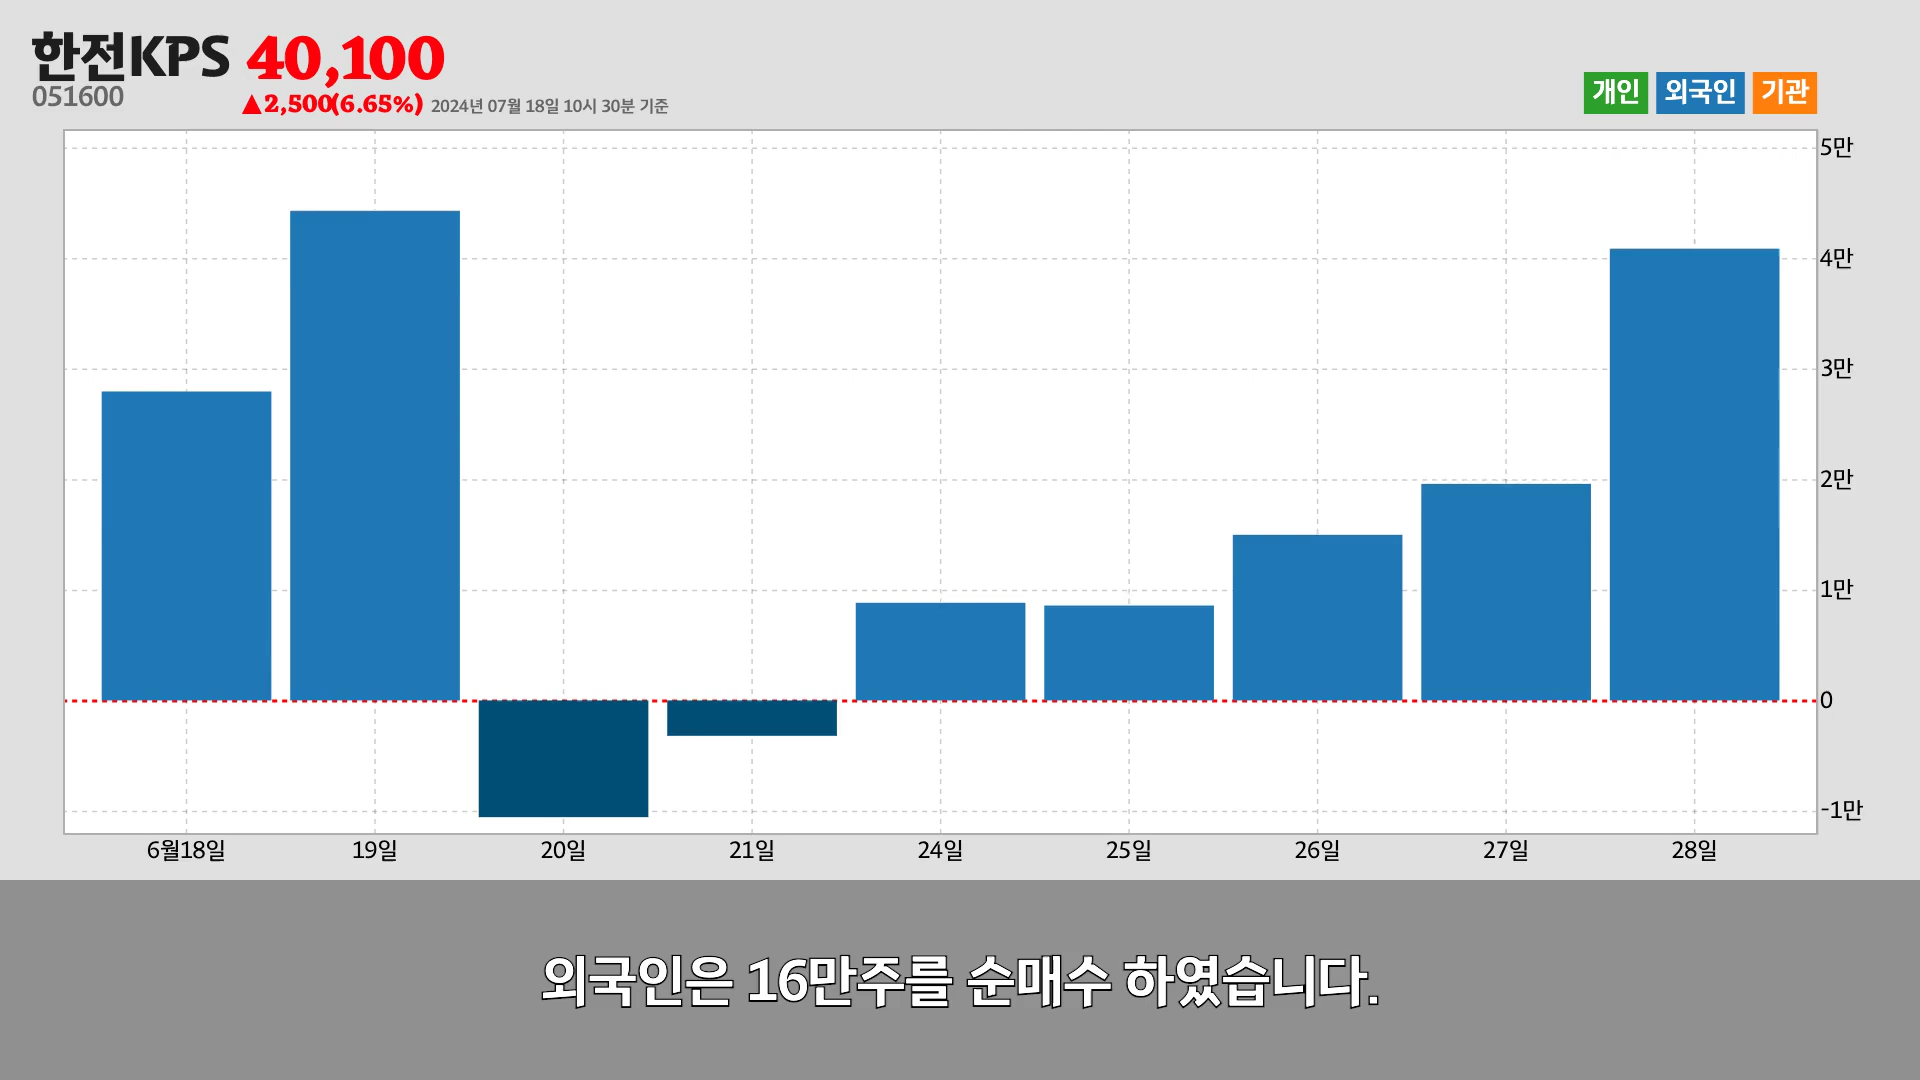 한전KPS 40,100
051600
▲2,500(6.65%) 2024년 07월 18일 10시 30분 기준
개인 외국인 기관
5만
4만
3만
2만
1만
0
-1만
6월18일 19일 20일 21일 24일 25일 26일 27일 28일
외국인은 16만주를 순매수 하였습니다.